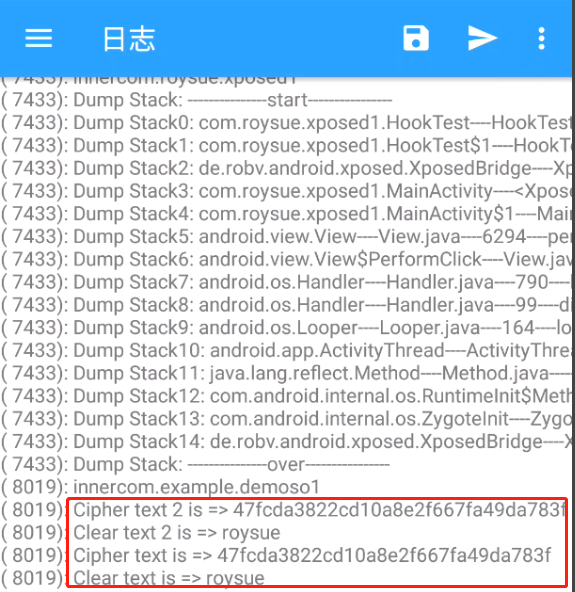 日志
( 7433): innercom.roysue.xposed1
( 7433): Dump Stack: ---------------start----------------
( 7433): Dump Stack0: com.roysue.xposed1.HookTest----HookTest
( 7433): Dump Stack1: com.roysue.xposed1.HookTest$1----HookT
( 7433): Dump Stack2: de.robv.android.xposed.XposedBridge----Xp
( 7433): Dump Stack3: com.roysue.xposed1.MainActivity----<Xpose
( 7433): Dump Stack4: com.roysue.xposed1.MainActivity$1----Mai
( 7433): Dump Stack5: android.view.View----View.java----6294----pe
( 7433): Dump Stack6: android.view.View$PerformClick----View.jav
( 7433): Dump Stack7: android.os.Handler----Handler.java----790----
( 7433): Dump Stack8: android.os.Handler----Handler.java----99----di
( 7433): Dump Stack9: android.os.Looper----Looper.java----164----lo
( 7433): Dump Stack10: android.app.ActivityThread----ActivityThre
( 7433): Dump Stack11: java.lang.reflect.Method----Method.java----
( 7433): Dump Stack12: com.android.internal.os.RuntimeInit$Meth
( 7433): Dump Stack13: com.android.internal.os.ZygoteInit----Zygo
( 7433): Dump Stack14: de.robv.android.xposed.XposedBridge----X
( 7433): Dump Stack: ---------------over----------------
( 8019): innercom.example.demoso1
( 8019): Cipher text 2 is => 47fcda3822cd10a8e2f667fa49da783f
( 8019): Clear text 2 is => roysue
( 8019): Cipher text is => 47fcda3822cd10a8e2f667fa49da783f
( 8019): Clear text is => roysue